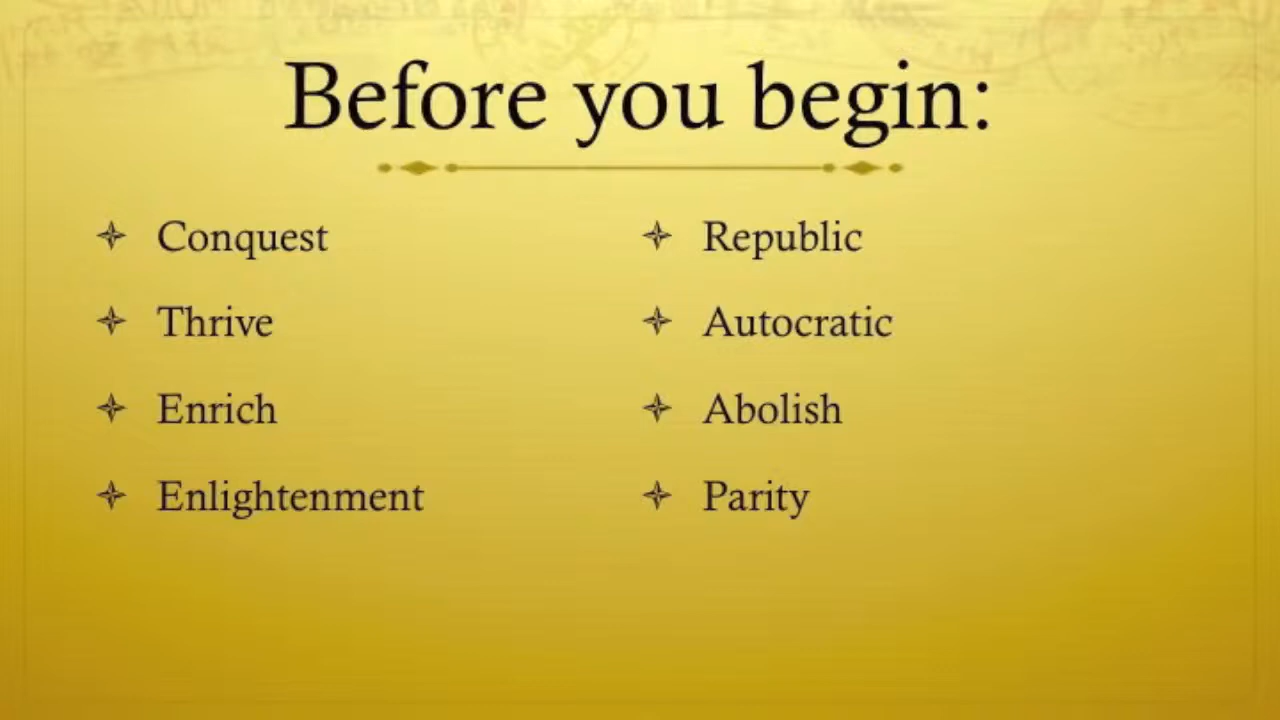 Before you begin:
Conquest
Thrive
Enrich
Enlightenment
Republic
Autocratic
Abolish
Parity